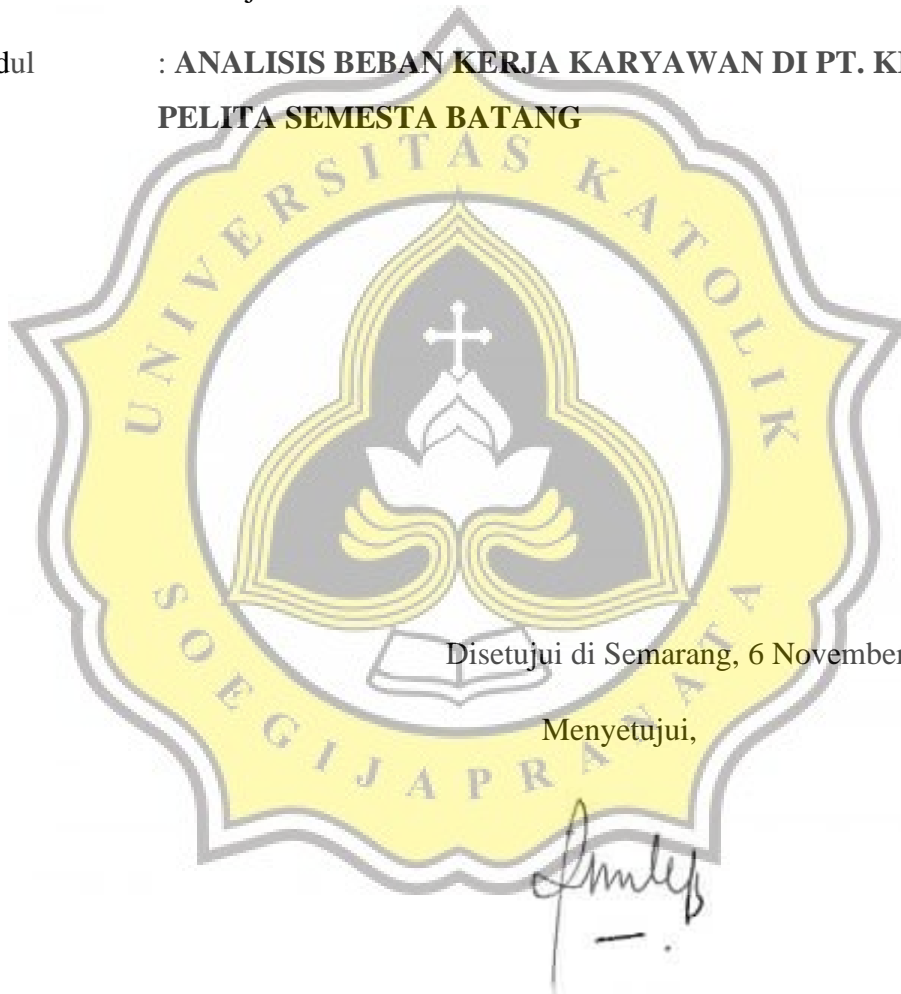 dul : ANALISIS BEBAN KERJA KARYAWAN DI PT.
PELITA SEMESTA BATANG
UNIVERSITAS KATOLIK
SOEGIJAPRANATA
Disetujui di Semarang, 6 November
Menyetujui,